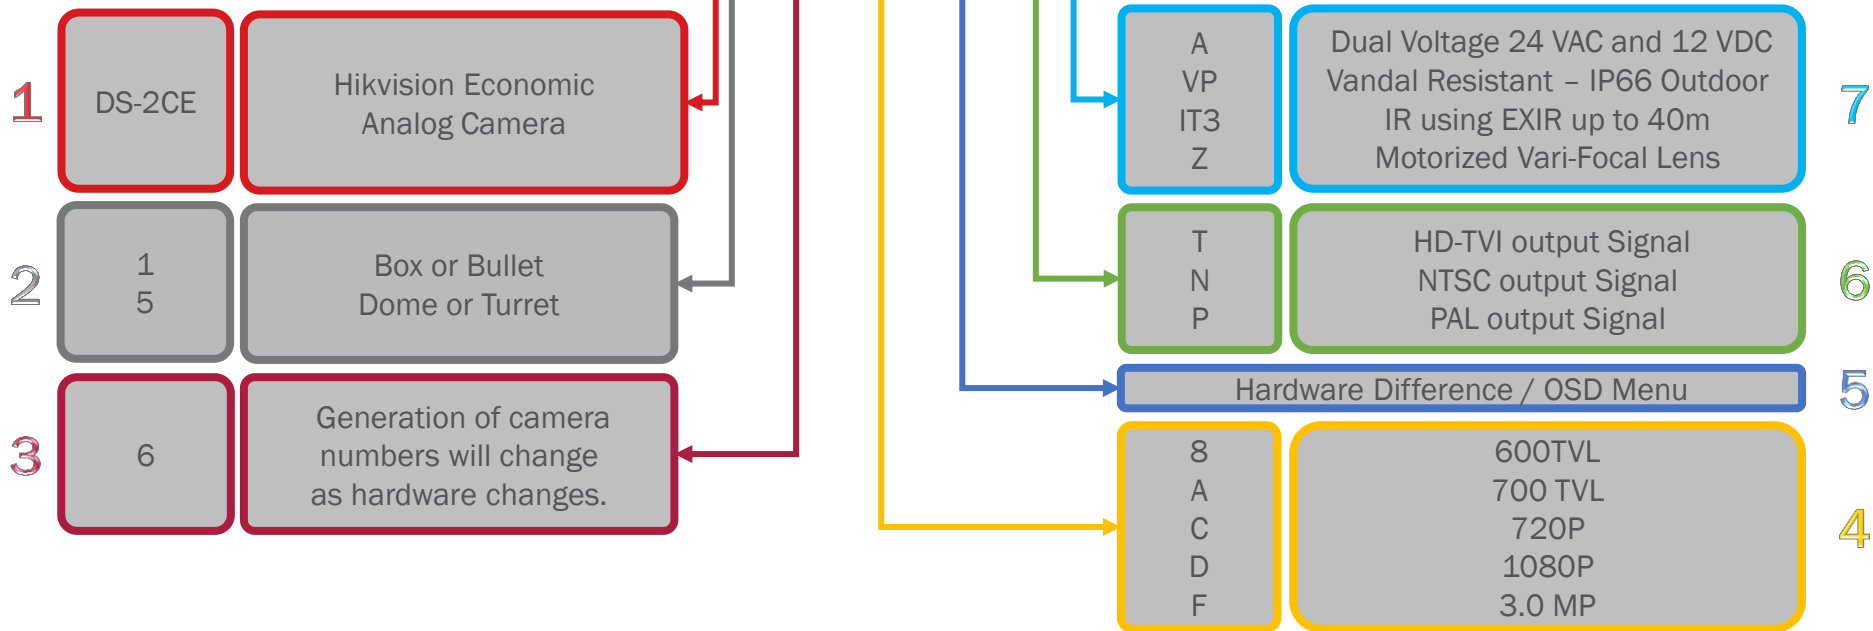 1
DS-2CE
Hikvision Economic
Analog Camera
2
1
5
Box or Bullet
Dome or Turret
3
6
Generation of camera
numbers will change
as hardware changes.
A
VP
IT3
Z
Dual Voltage 24 VAC and 12 VDC
Vandal Resistant – IP66 Outdoor
IR using EXIR up to 40m
Motorized Vari-Focal Lens
7
T
N
P
HD-TVI output Signal
NTSC output Signal
PAL output Signal
6
Hardware Difference / OSD Menu
5
8
A
C
D
F
600TVL
700 TVL
720P
1080P
3.0 MP
4